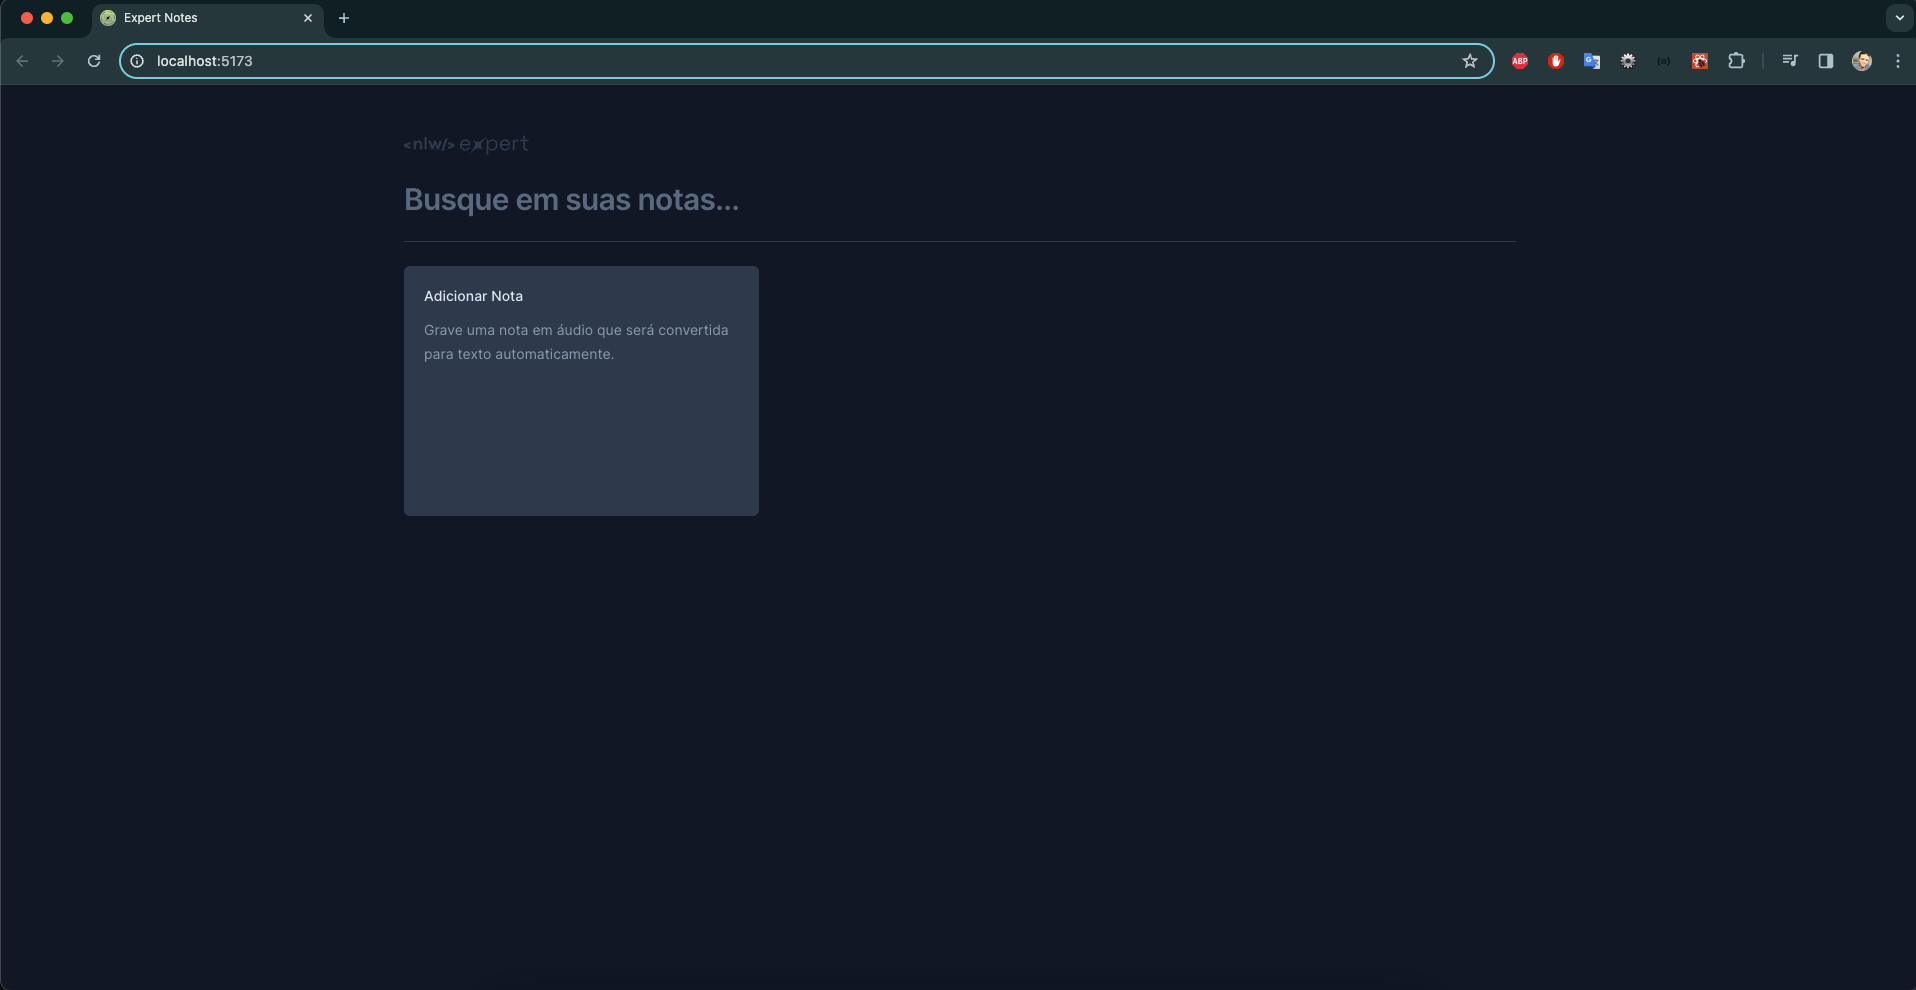 Expert Notes
localhost:5173
ABP
<nlw/> expert
Busque em suas notas...
Adicionar Nota
Grave uma nota em áudio que será convertida
para texto automaticamente.